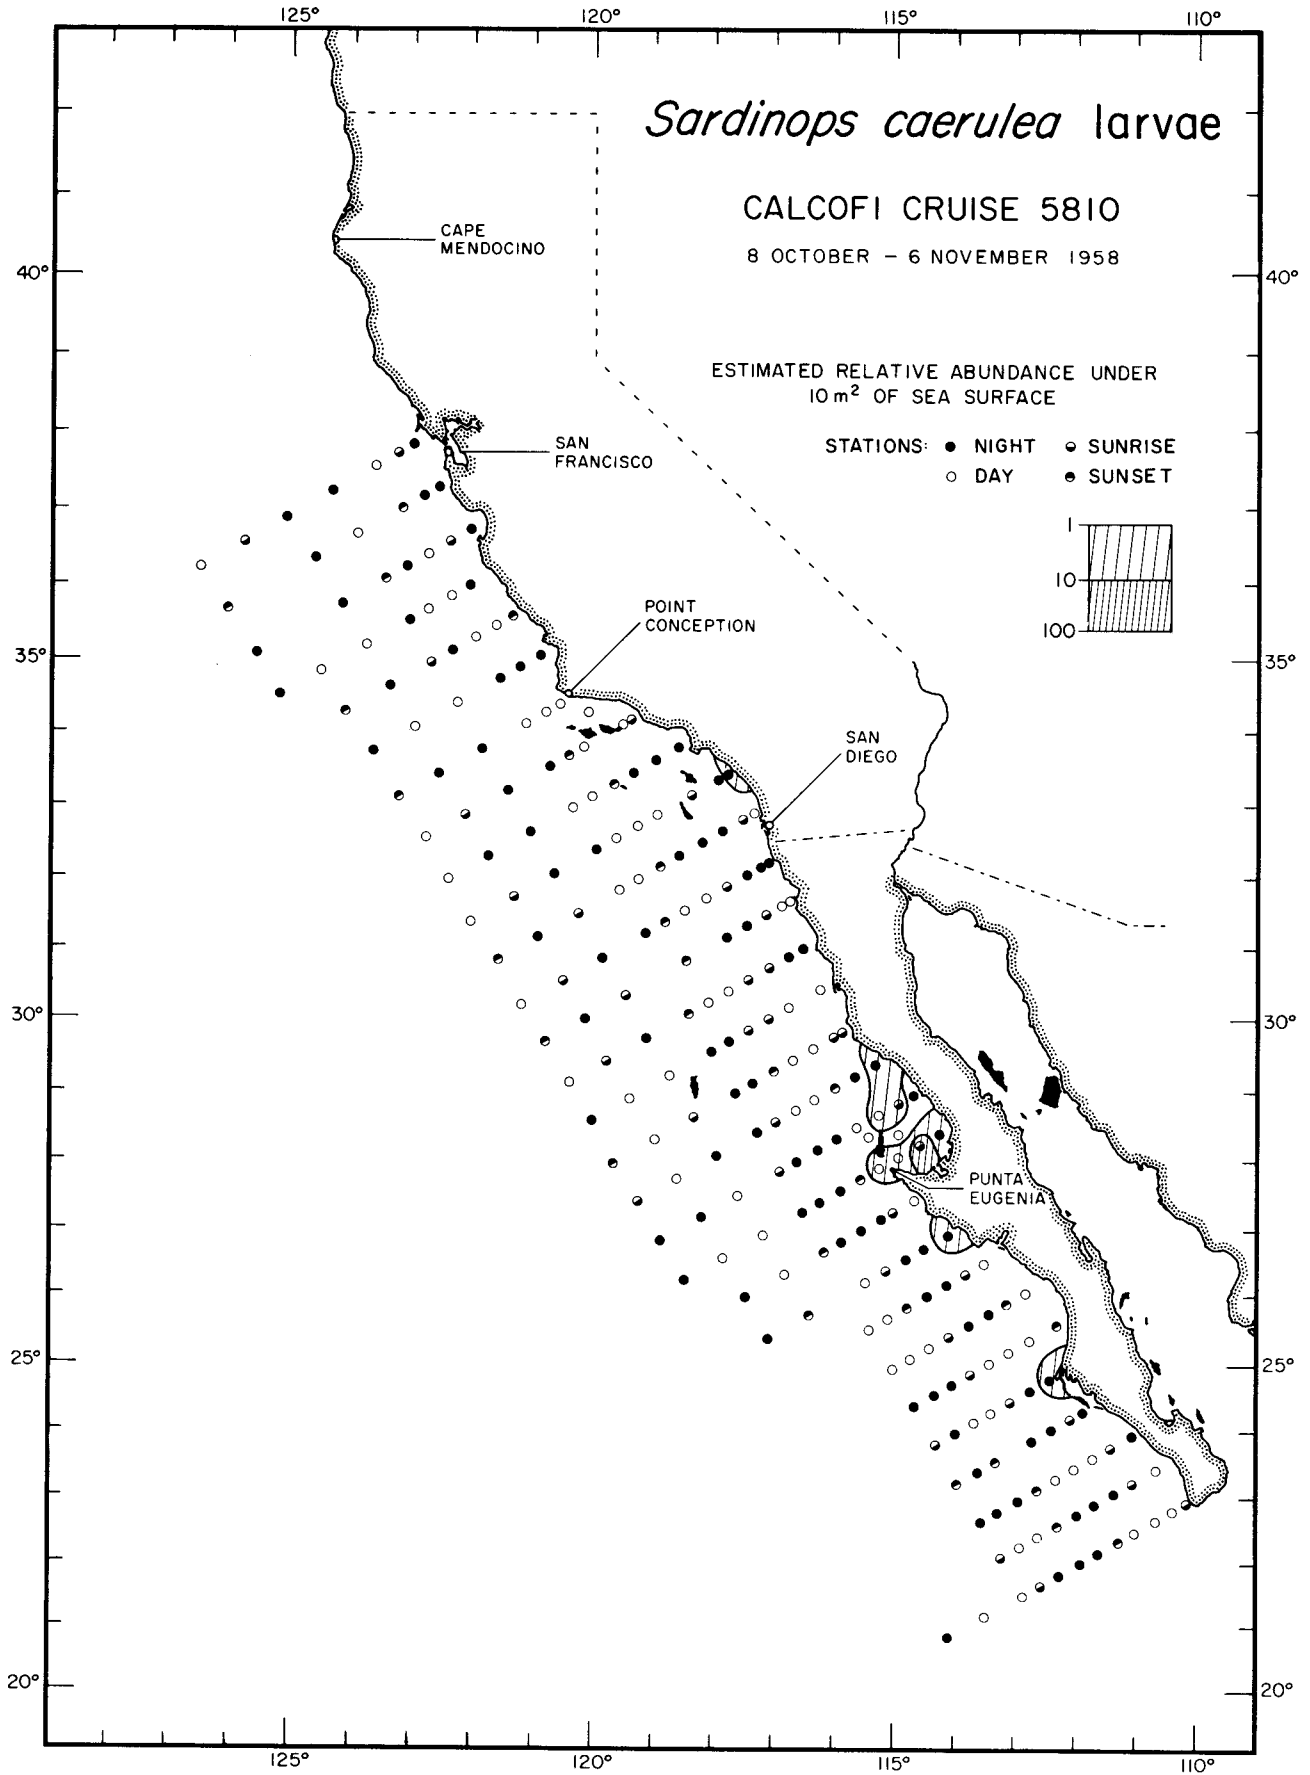 125° 120° 115° 110°
Sardinops caerulea larvae
CALCOFI CRUISE 5810
8 OCTOBER – 6 NOVEMBER 1958
CAPE
MENDOCINO
40° 40°
ESTIMATED RELATIVE ABUNDANCE UNDER
10 m² OF SEA SURFACE
STATIONS: ● NIGHT SUNRISE
○ DAY SUNSET
SAN
FRANCISCO
1
10
100
POINT
CONCEPTION
35° 35°
SAN
DIEGO
30° 30°
PUNTA
EUGENIA
25° 25°
20° 20°
125° 120° 115° 110°